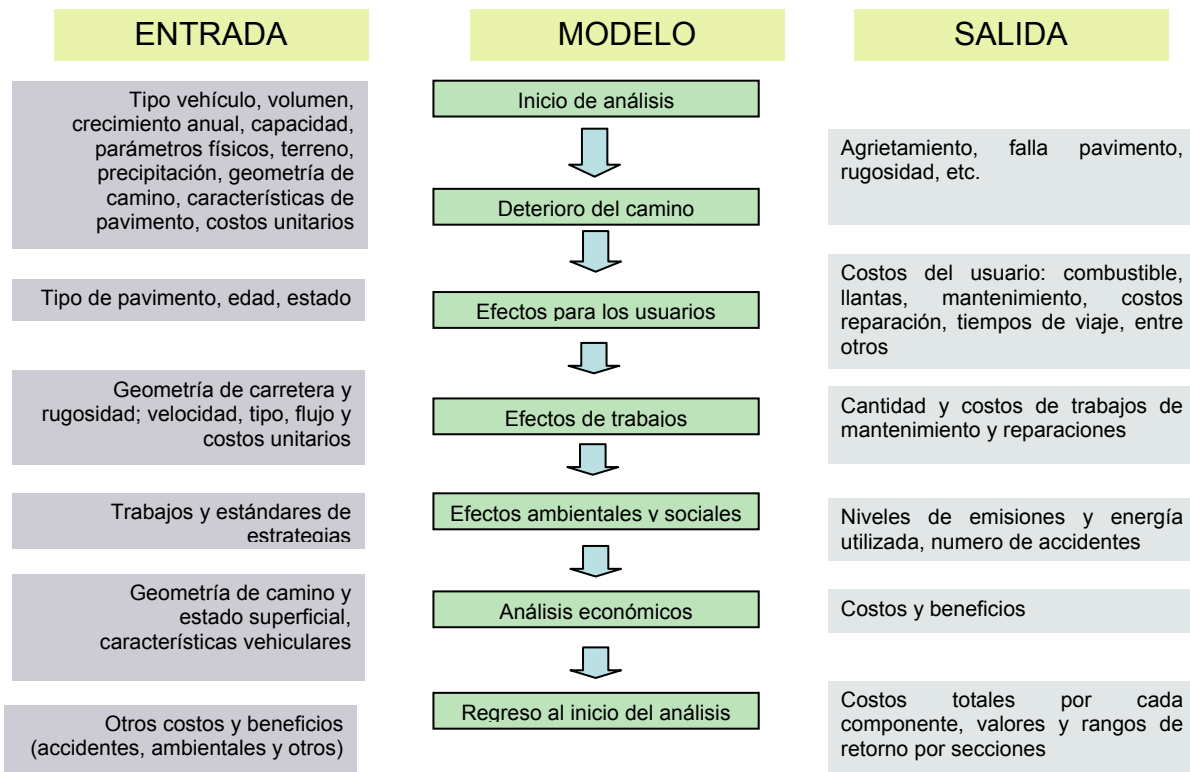 ENTRADA
MODELO
SALIDA
Tipo vehículo, volumen,
crecimiento anual, capacidad,
parámetros físicos, terreno,
precipitación, geometría de
camino, características de
pavimento, costos unitarios
Tipo de pavimento, edad, estado
Geometría de carretera y
rugosidad; velocidad, tipo, flujo y
costos unitarios
Trabajos y estándares de
estrategias
Geometría de camino y
estado superficial,
características vehiculares
Otros costos y beneficios
(accidentes, ambientales y otros)
Inicio de análisis
Deterioro del camino
Efectos para los usuarios
Efectos de trabajos
Efectos ambientales y sociales
Análisis económicos
Regreso al inicio del análisis
Agrietamiento, falla pavimento,
rugosidad, etc.
Costos del usuario: combustible,
llantas, mantenimiento, costos
reparación, tiempos de viaje, entre
otros
Cantidad y costos de trabajos de
mantenimiento y reparaciones
Niveles de emisiones y energía
utilizada, numero de accidentes
Costos y beneficios
Costos totales por cada
componente, valores y rangos de
retorno por secciones